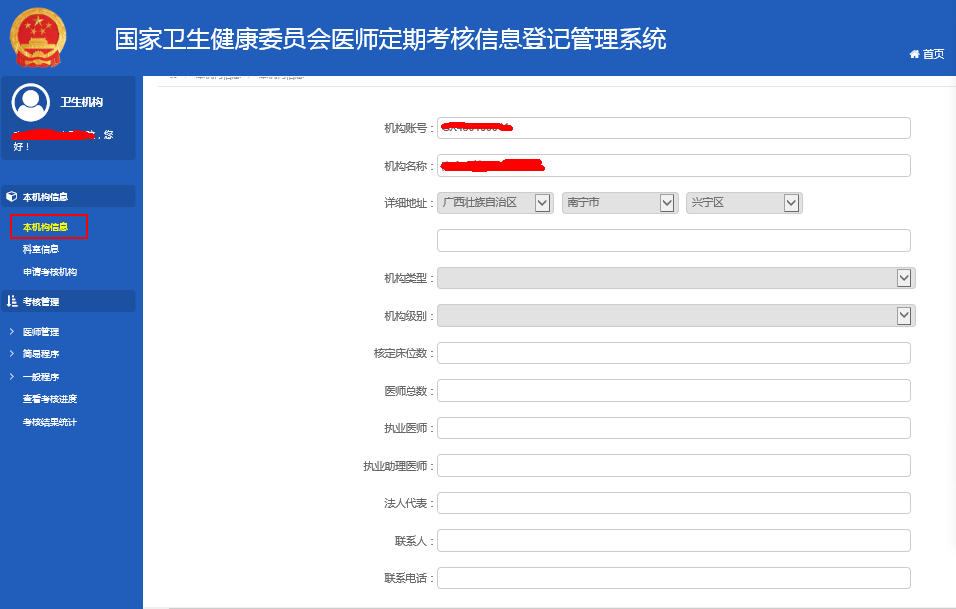 国家卫生健康委员会医师定期考核信息登记管理系统
首页
卫生机构
，您
好！
本机构信息
本机构信息
科室信息
申请考核机构
考核管理
医师管理
简易程序
一般程序
查看考核进度
考核结果统计
机构账号：
机构名称：
详细地址： 广西壮族自治区 南宁市 兴宁区
机构类型：
机构级别：
核定床位数：
医师总数：
执业医师：
执业助理医师：
法人代表：
联系人：
联系电话：